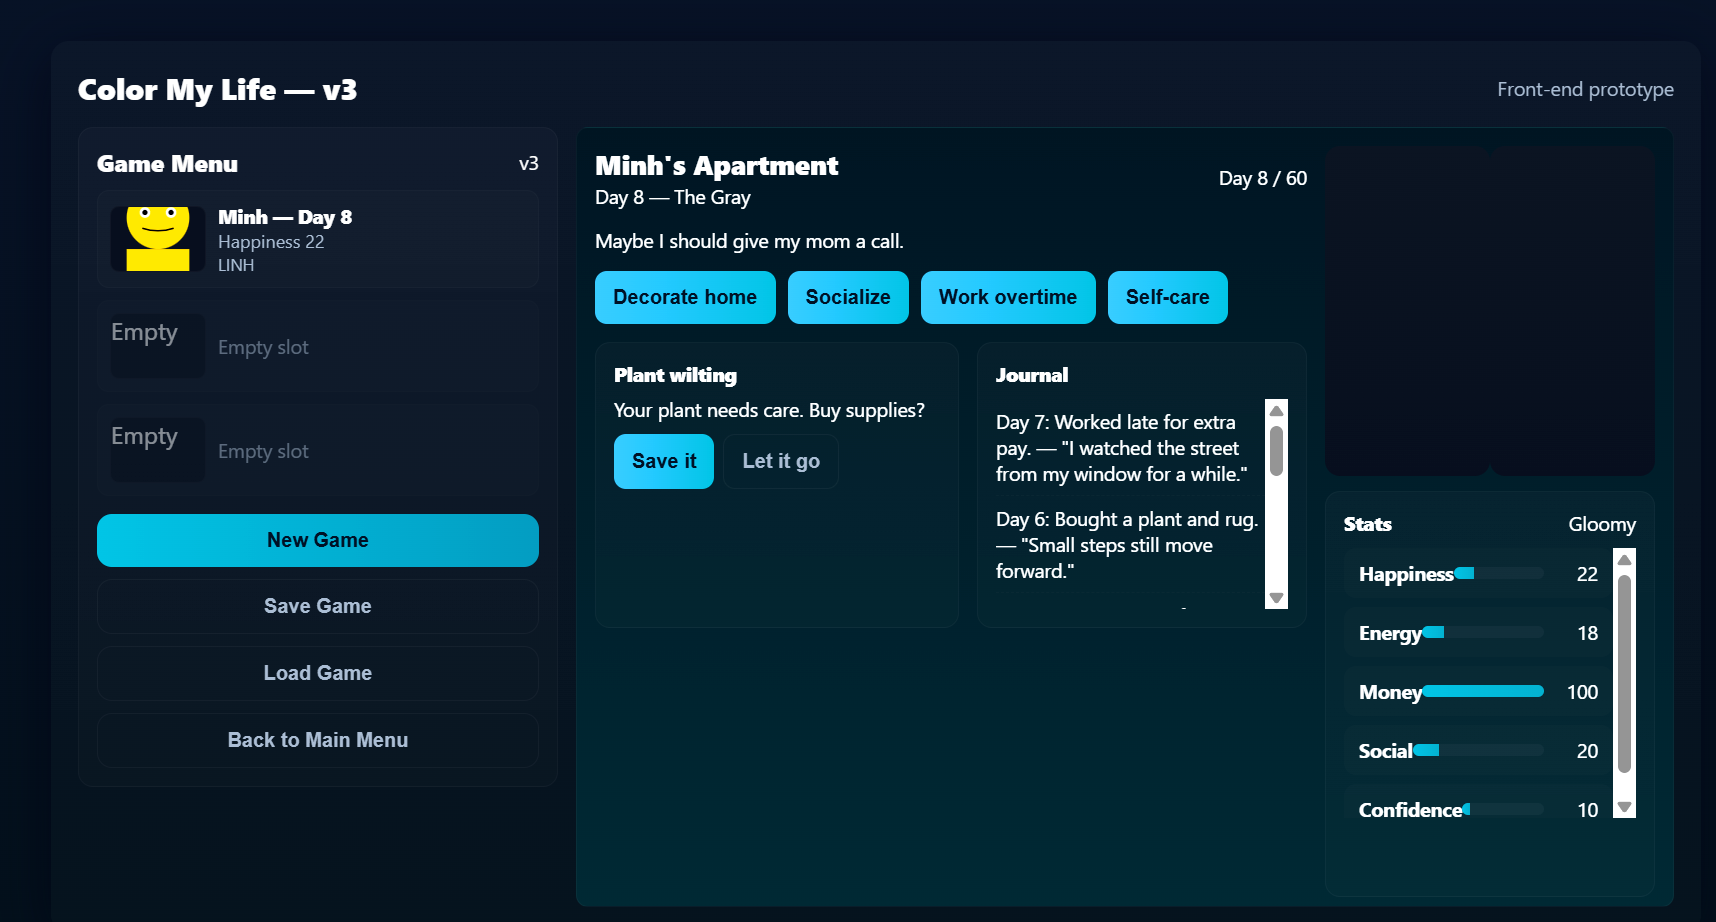 Color My Life — v3
Front-end prototype
Game Menu
v3
Minh — Day 8
Happiness 22
LINH
Empty
Empty slot
Empty
Empty slot
New Game
Save Game
Load Game
Back to Main Menu
Minh's Apartment
Day 8 — The Gray
Day 8 / 60
Maybe I should give my mom a call.
Decorate home
Socialize
Work overtime
Self-care
Plant wilting
Your plant needs care. Buy supplies?
Save it
Let it go
Journal
Day 7: Worked late for extra
pay. — "I watched the street
from my window for a while."
Day 6: Bought a plant and rug.
— "Small steps still move
forward."
Stats
Gloomy
Happiness 22
Energy 18
Money 100
Social 20
Confidence 10